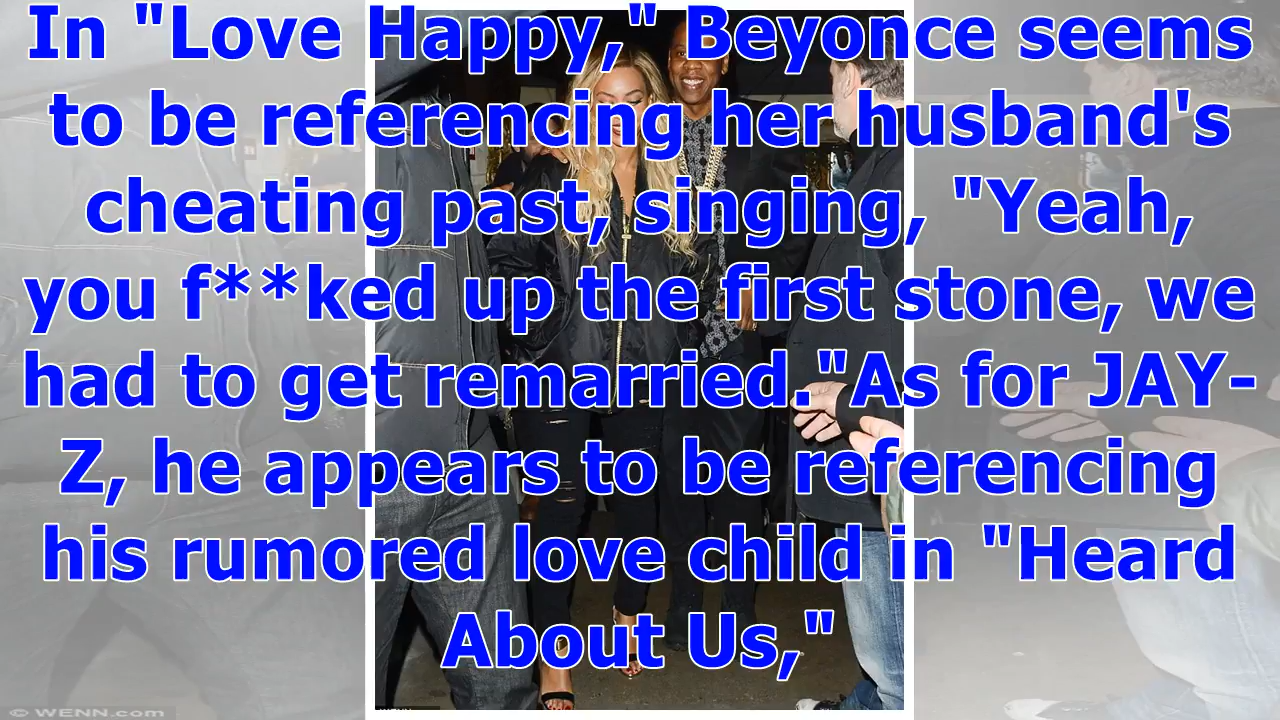 In "Love Happy," Beyonce seems
to be referencing her husband's
cheating past, singing, "Yeah,
you f**ked up the first stone, we
had to get remarried."As for JAY-
Z, he appears to be referencing
his rumored love child in "Heard
About Us,"
© WENN.com